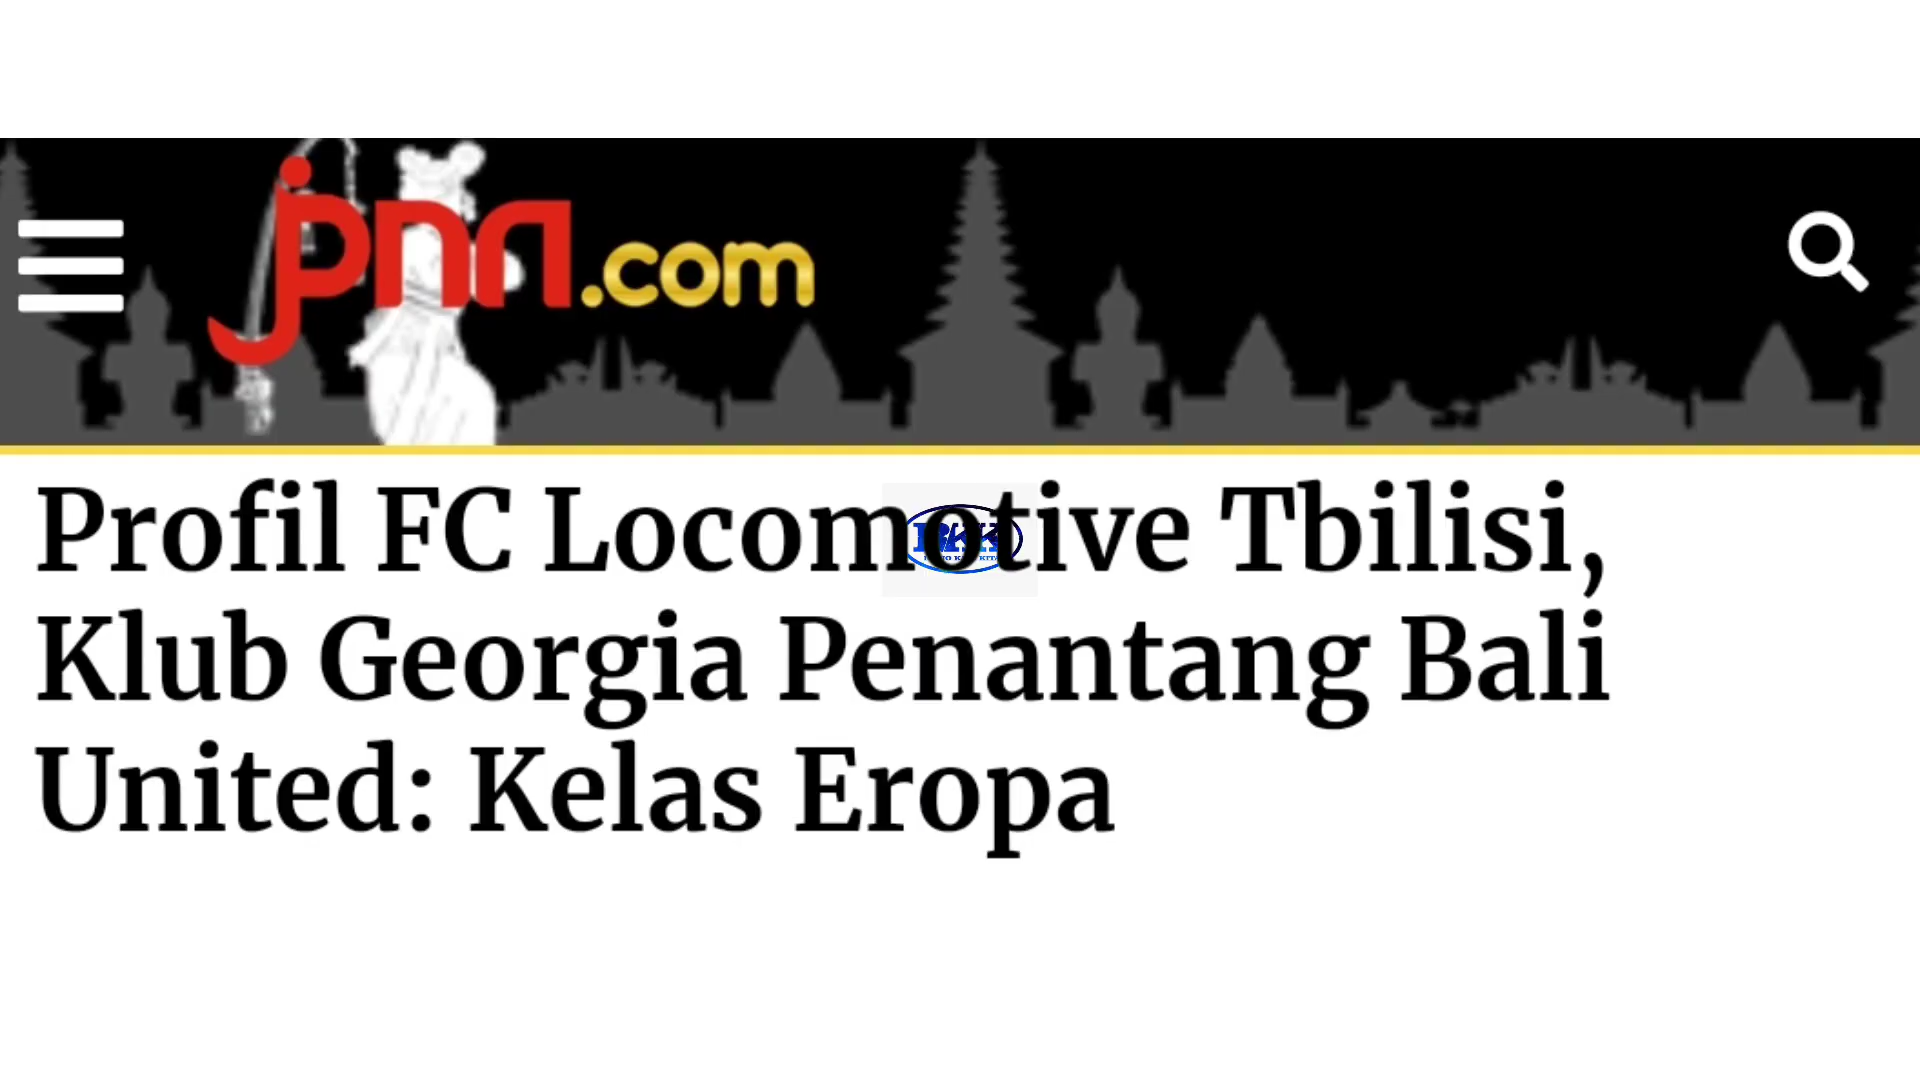 jpnn.com
Profil FC Locomotive Tbilisi,
Klub Georgia Penantang Bali
United: Kelas Eropa